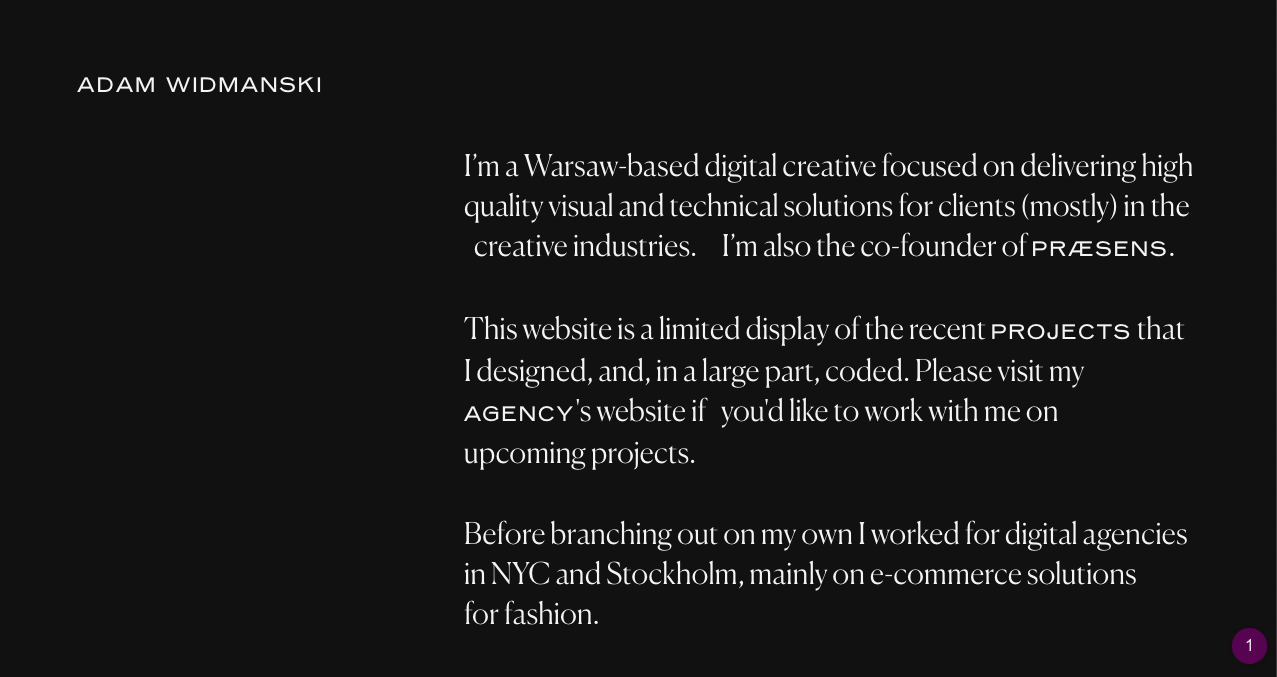 ADAM WIDMANSKI
I’m a Warsaw-based digital creative focused on delivering high
quality visual and technical solutions for clients (mostly) in the
creative industries. I’m also the co-founder of PRÆSENS.
This website is a limited display of the recent PROJECTS that
I designed, and, in a large part, coded. Please visit my
AGENCY's website if you'd like to work with me on
upcoming projects.
Before branching out on my own I worked for digital agencies
in NYC and Stockholm, mainly on e-commerce solutions
for fashion.
1